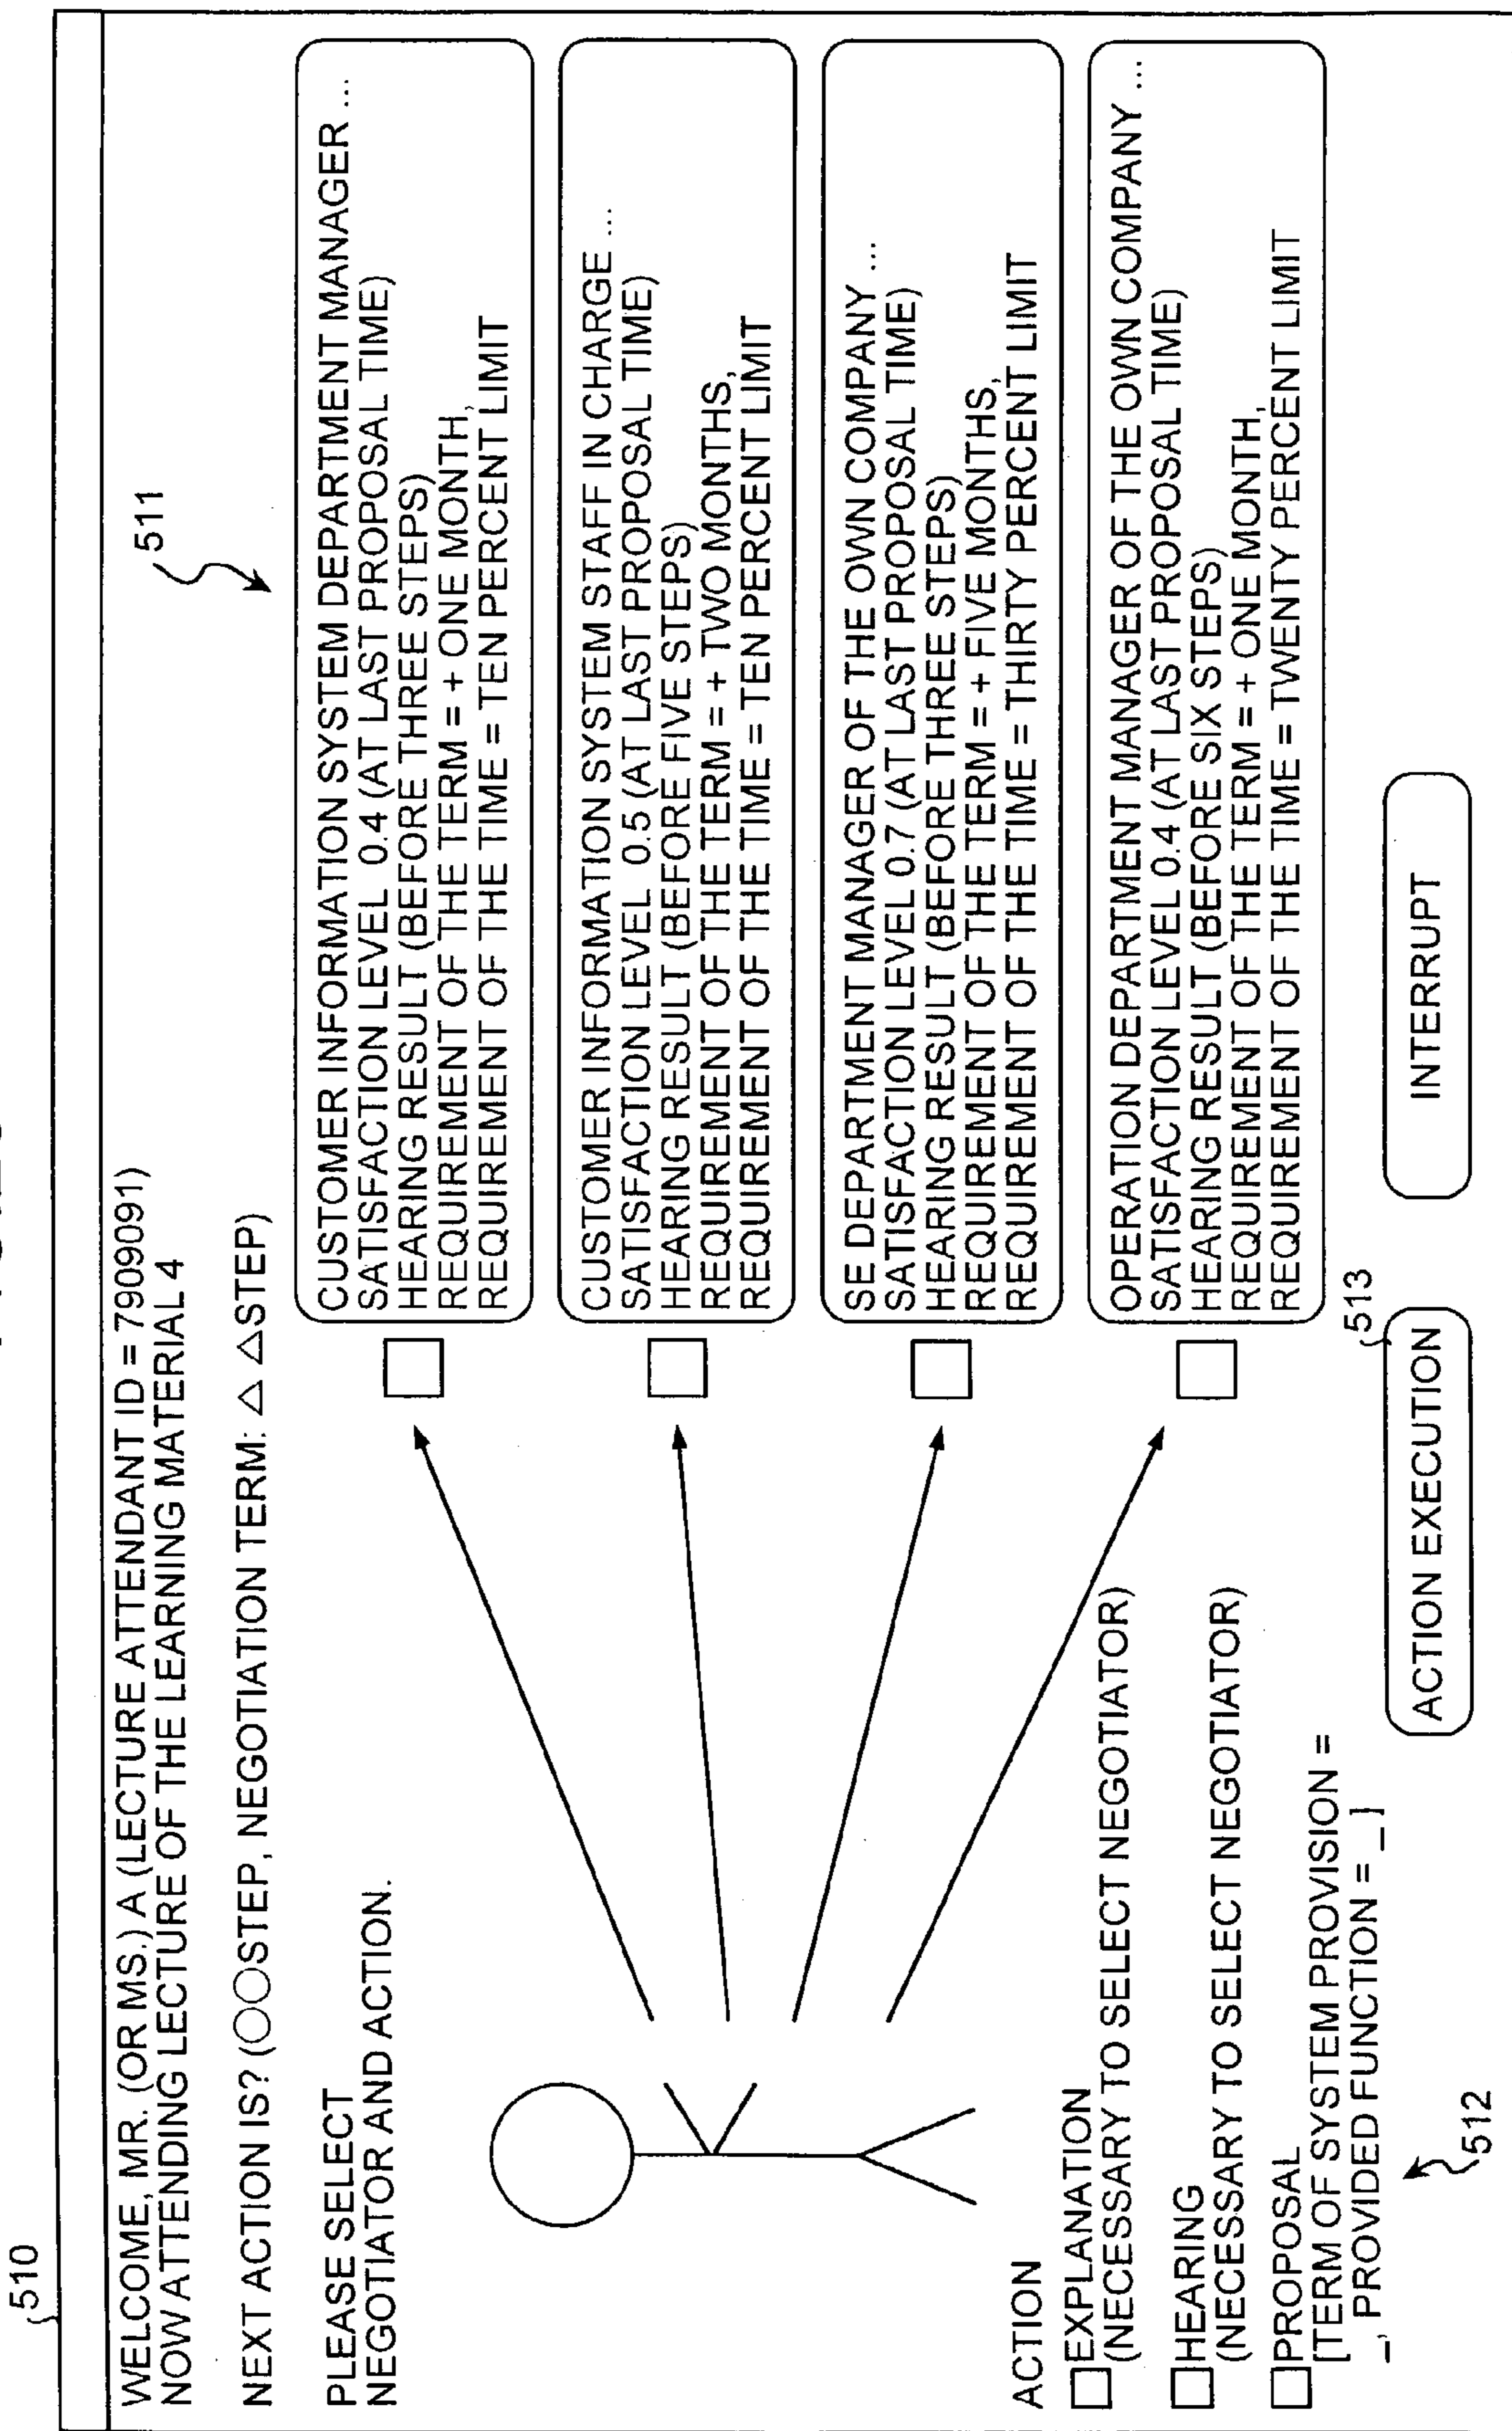 510
WELCOME, MR. (OR MS.) A (LECTURE ATTENDANT ID = 7909091)
NOW ATTENDING LECTURE OF THE LEARNING MATERIAL 4
NEXT ACTION IS? (○○STEP, NEGOTIATION TERM: △ △STEP)
PLEASE SELECT
NEGOTIATOR AND ACTION.
511
CUSTOMER INFORMATION SYSTEM DEPARTMENT MANAGER ...
SATISFACTION LEVEL 0.4 (AT LAST PROPOSAL TIME)
HEARING RESULT (BEFORE THREE STEPS)
REQUIREMENT OF THE TERM = + ONE MONTH,
REQUIREMENT OF THE TIME = TEN PERCENT LIMIT
CUSTOMER INFORMATION SYSTEM STAFF IN CHARGE ...
SATISFACTION LEVEL 0.5 (AT LAST PROPOSAL TIME)
HEARING RESULT (BEFORE FIVE STEPS)
REQUIREMENT OF THE TERM = + TWO MONTHS,
REQUIREMENT OF THE TIME = TEN PERCENT LIMIT
SE DEPARTMENT MANAGER OF THE OWN COMPANY ...
SATISFACTION LEVEL 0.7 (AT LAST PROPOSAL TIME)
HEARING RESULT (BEFORE THREE STEPS)
REQUIREMENT OF THE TERM = + FIVE MONTHS,
REQUIREMENT OF THE TIME = THIRTY PERCENT LIMIT
OPERATION DEPARTMENT MANAGER OF THE OWN COMPANY ...
SATISFACTION LEVEL 0.4 (AT LAST PROPOSAL TIME)
HEARING RESULT (BEFORE SIX STEPS)
REQUIREMENT OF THE TERM = + ONE MONTH,
REQUIREMENT OF THE TIME = TWENTY PERCENT LIMIT
ACTION
EXPLANATION
(NECESSARY TO SELECT NEGOTIATOR)
HEARING
(NECESSARY TO SELECT NEGOTIATOR)
PROPOSAL
[TERM OF SYSTEM PROVISION =
_, PROVIDED FUNCTION = _]
512
513
ACTION EXECUTION
INTERRUPT